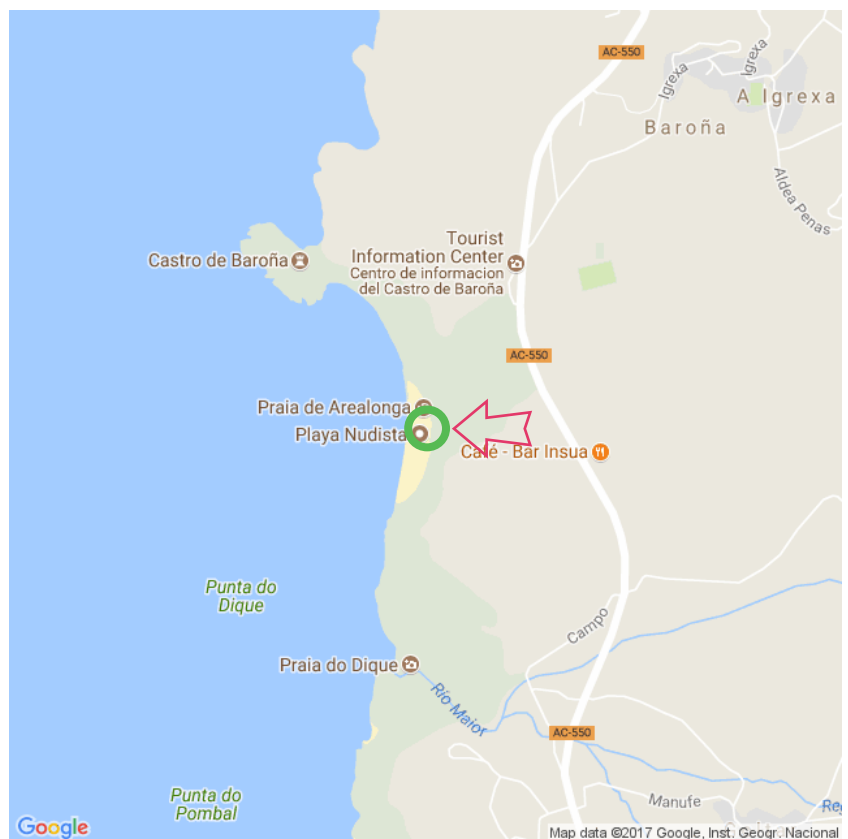 AC-550
Igrexa
Igrexa
A Igrexa
Baroña
Aldea Penas
Tourist
Information Center
Centro de informacion
del Castro de Baroña
Castro de Baroña
AC-550
Praia de Arealonga
Playa Nudista
Café - Bar Insua
Punta do
Dique
Campo
Praia do Dique
Río Maior
AC-550
Punta do
Pombal
Manufe
Google
Map data ©2017 Google, Inst. Geogr. Nacional